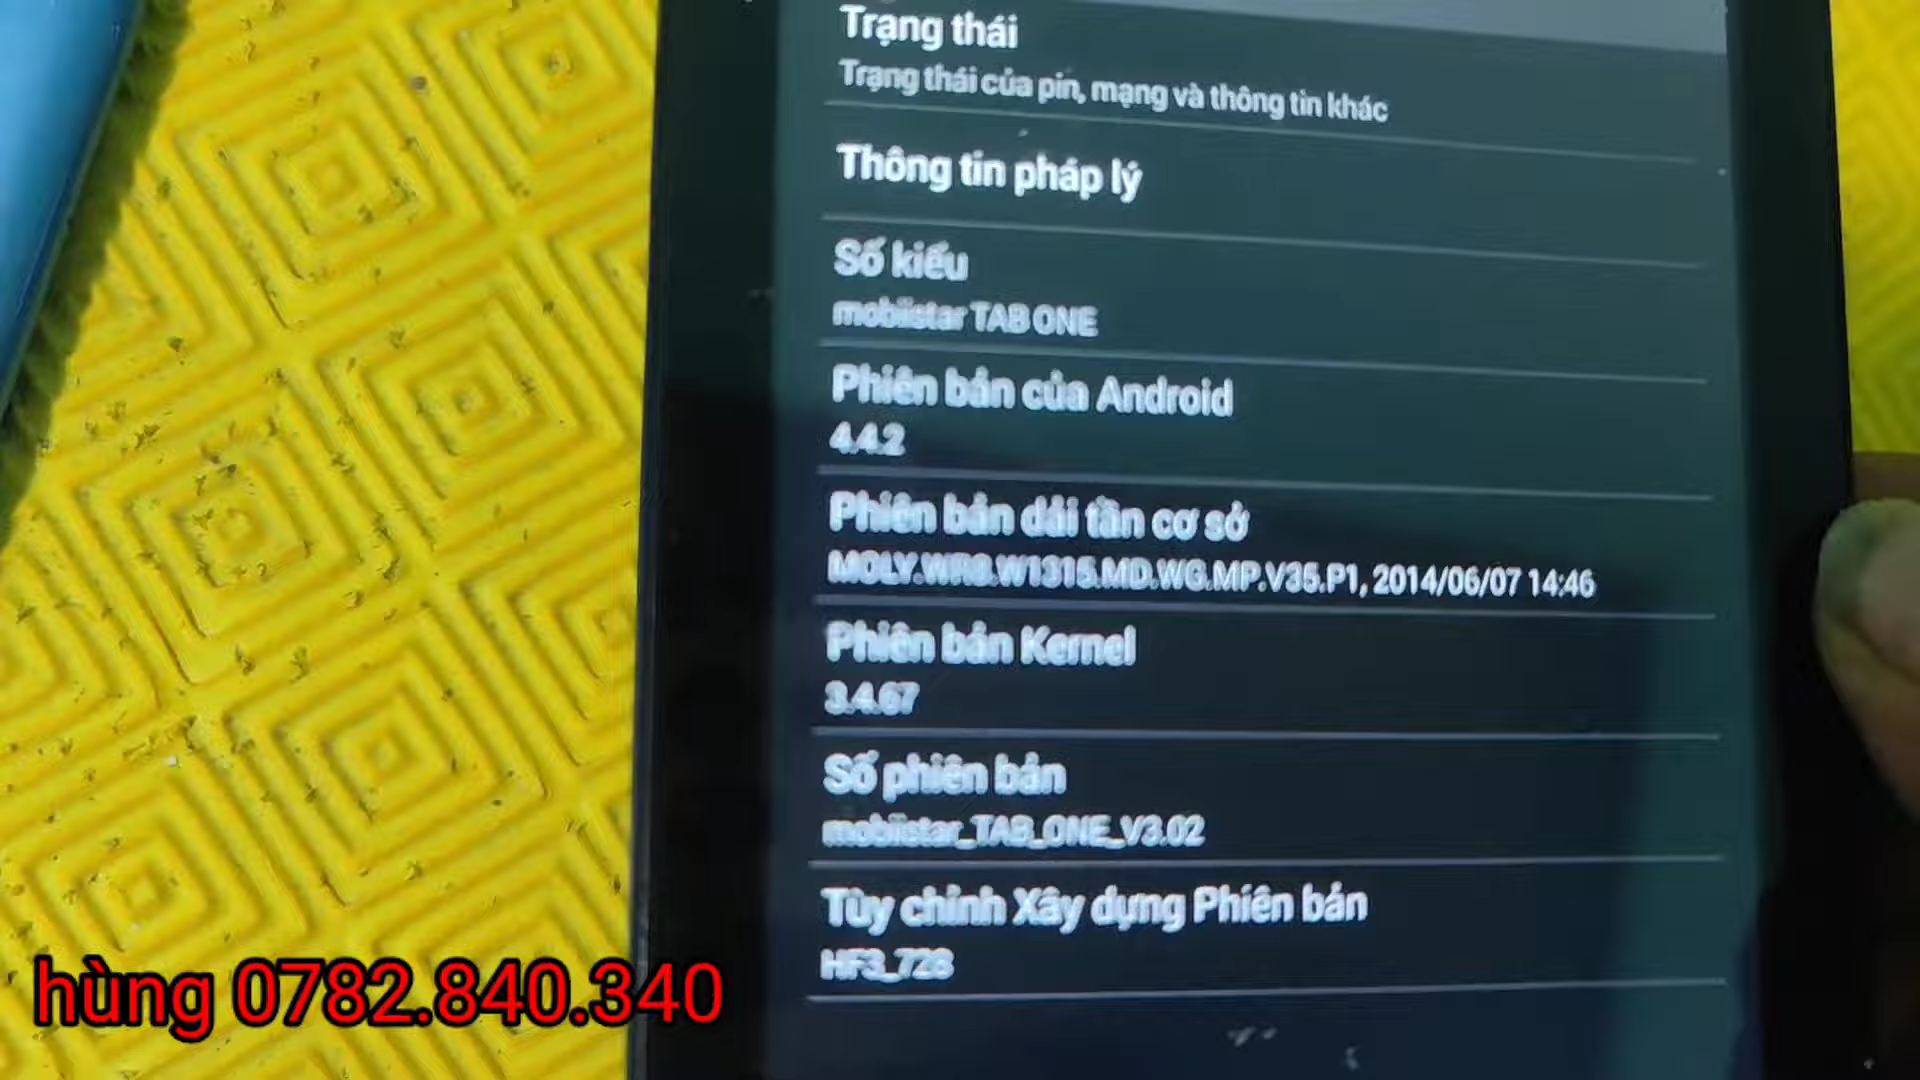 Trạng thái
Trạng thái của pin, mạng và thông tin khác
Thông tin pháp lý
Số kiểu
mobiistar TAB ONE
Phiên bản của Android
4.4.2
Phiên bản dải tần cơ sở
MOLY.WR8.W1315.MD.WG.MP.V35.P1, 2014/06/07 14:46
Phiên bản Kernel
3.4.67
Số phiên bản
mobiistar_TAB_ONE_V3.02
Tùy chỉnh Xây dựng Phiên bản
HF3_728
hùng 0782.840.340